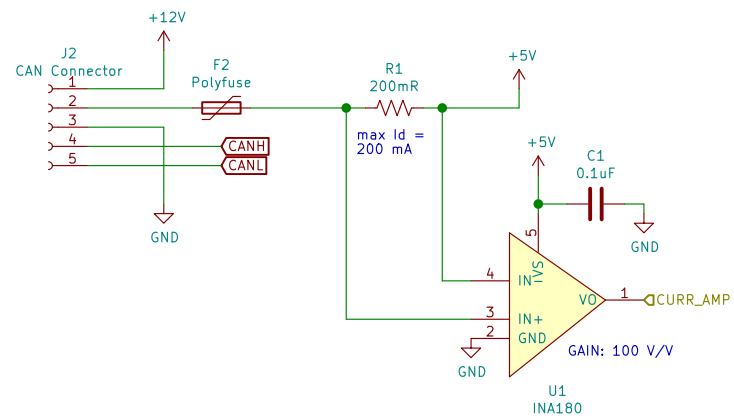 +12V
J2
CAN Connector
1
2
3
4
5
F2
Polyfuse
CANH
CANL
GND
R1
200mR
max Id =
200 mA
+5V
+5V
C1
0.1uF
GND
5
VS
4
IN-
3
IN+
2
GND
GND
VO
1
CURR_AMP
GAIN: 100 V/V
U1
INA180